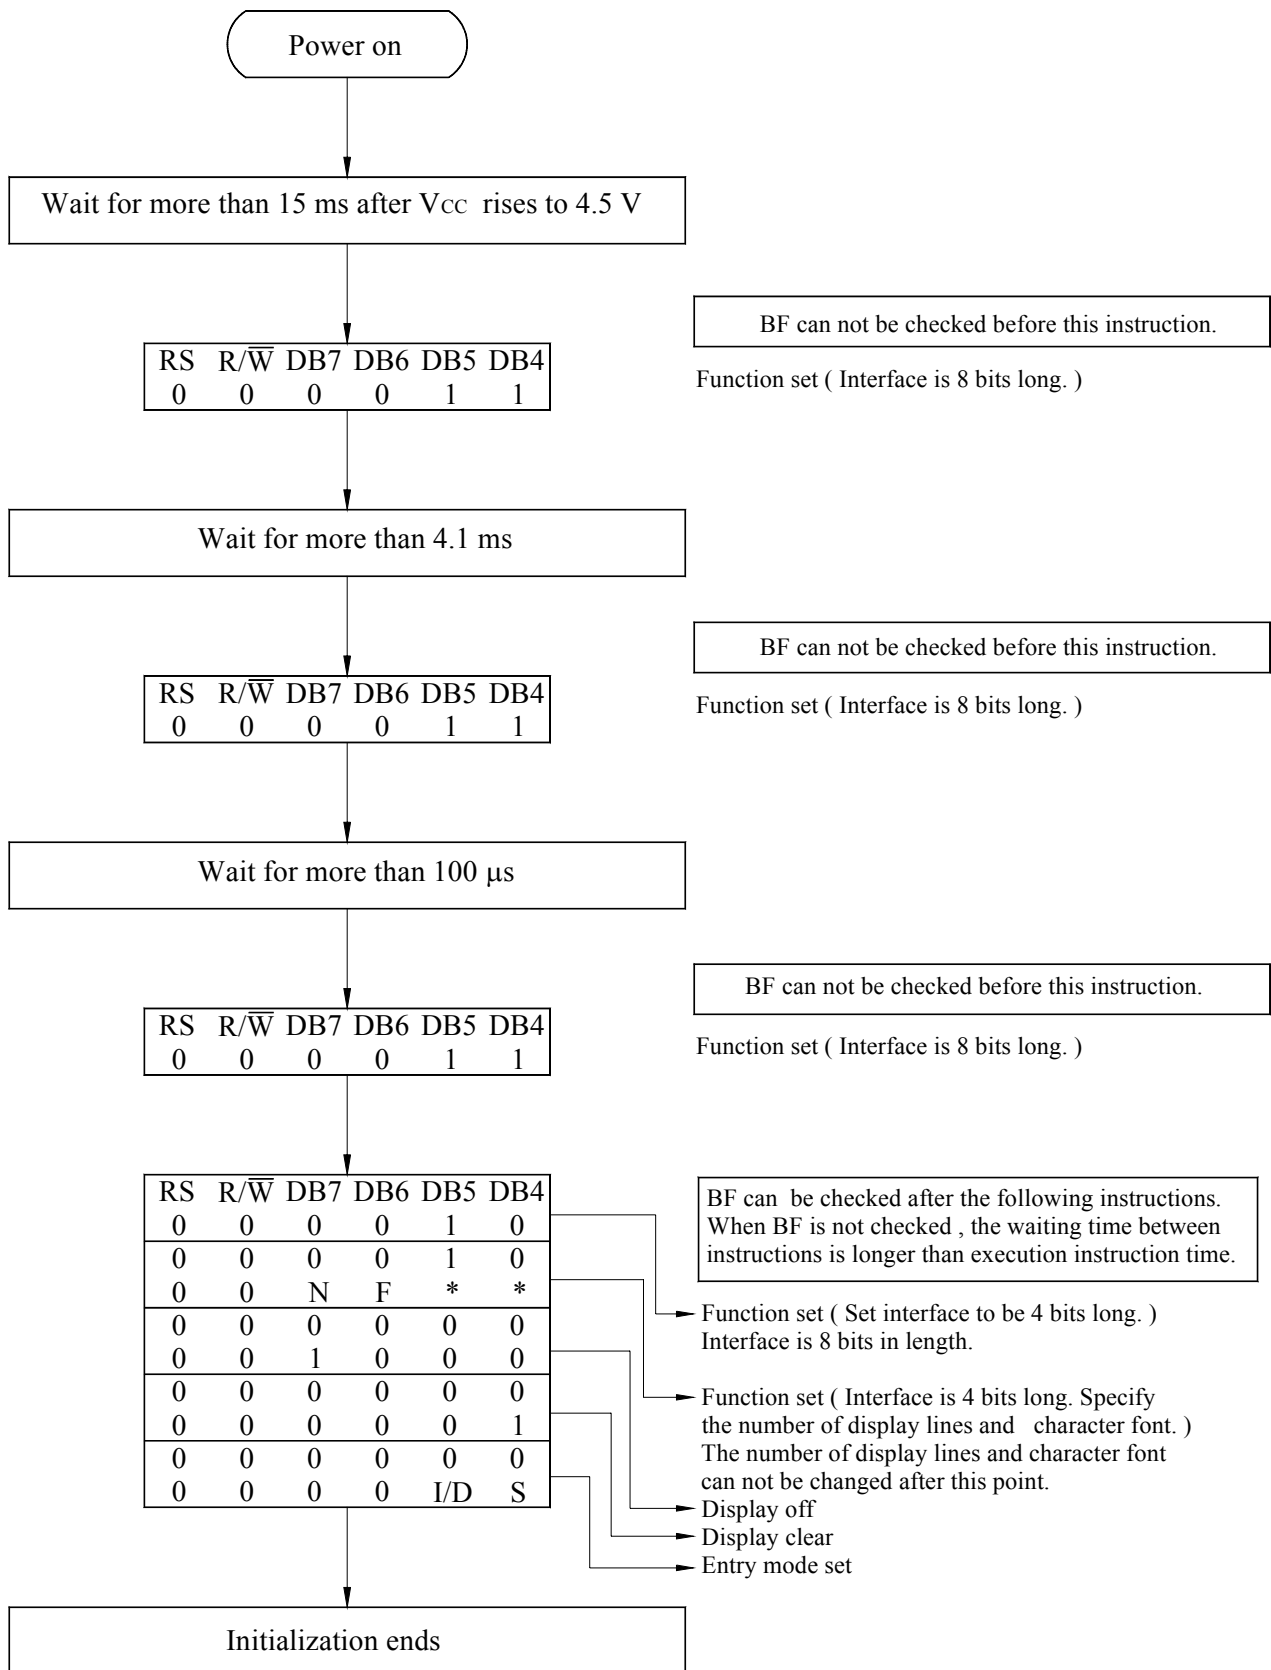 Power on
Wait for more than 15 ms after VCC rises to 4.5 V
BF can not be checked before this instruction.
RS R/W̅ DB7 DB6 DB5 DB4
0 0 0 0 1 1
Function set ( Interface is 8 bits long. )
Wait for more than 4.1 ms
BF can not be checked before this instruction.
RS R/W̅ DB7 DB6 DB5 DB4
0 0 0 0 1 1
Function set ( Interface is 8 bits long. )
Wait for more than 100 μs
BF can not be checked before this instruction.
RS R/W̅ DB7 DB6 DB5 DB4
0 0 0 0 1 1
Function set ( Interface is 8 bits long. )
RS R/W̅ DB7 DB6 DB5 DB4
0 0 0 0 1 0
0 0 0 0 1 0
0 0 N F * *
0 0 0 0 0 0
0 0 1 0 0 0
0 0 0 0 0 0
0 0 0 0 0 1
0 0 0 0 0 0
0 0 0 0 I/D S
BF can be checked after the following instructions.
When BF is not checked , the waiting time between
instructions is longer than execution instruction time.
Function set ( Set interface to be 4 bits long. )
Interface is 8 bits in length.
Function set ( Interface is 4 bits long. Specify
the number of display lines and character font. )
The number of display lines and character font
can not be changed after this point.
Display off
Display clear
Entry mode set
Initialization ends